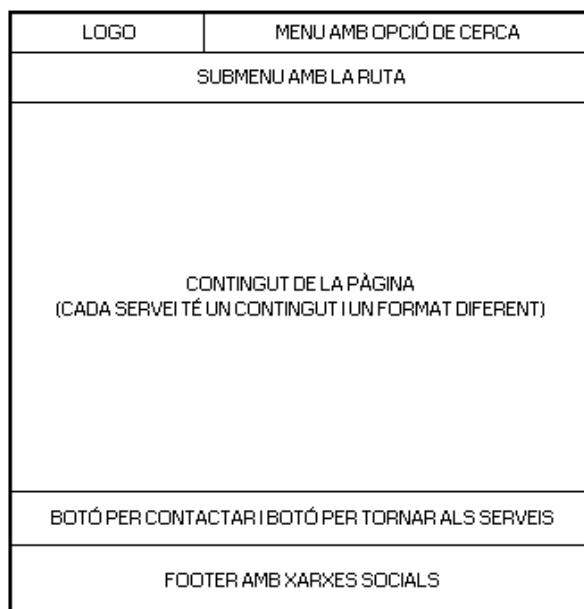 LOGO
MENU AMB OPCIÓ DE CERCA
SUBMENU AMB LA RUTA
CONTINGUT DE LA PÀGINA
(CADA SERVEI TÉ UN CONTINGUT I UN FORMAT DIFERENT)
BOTÓ PER CONTACTAR I BOTÓ PER TORNAR ALS SERVEIS
FOOTER AMB XARXES SOCIALS